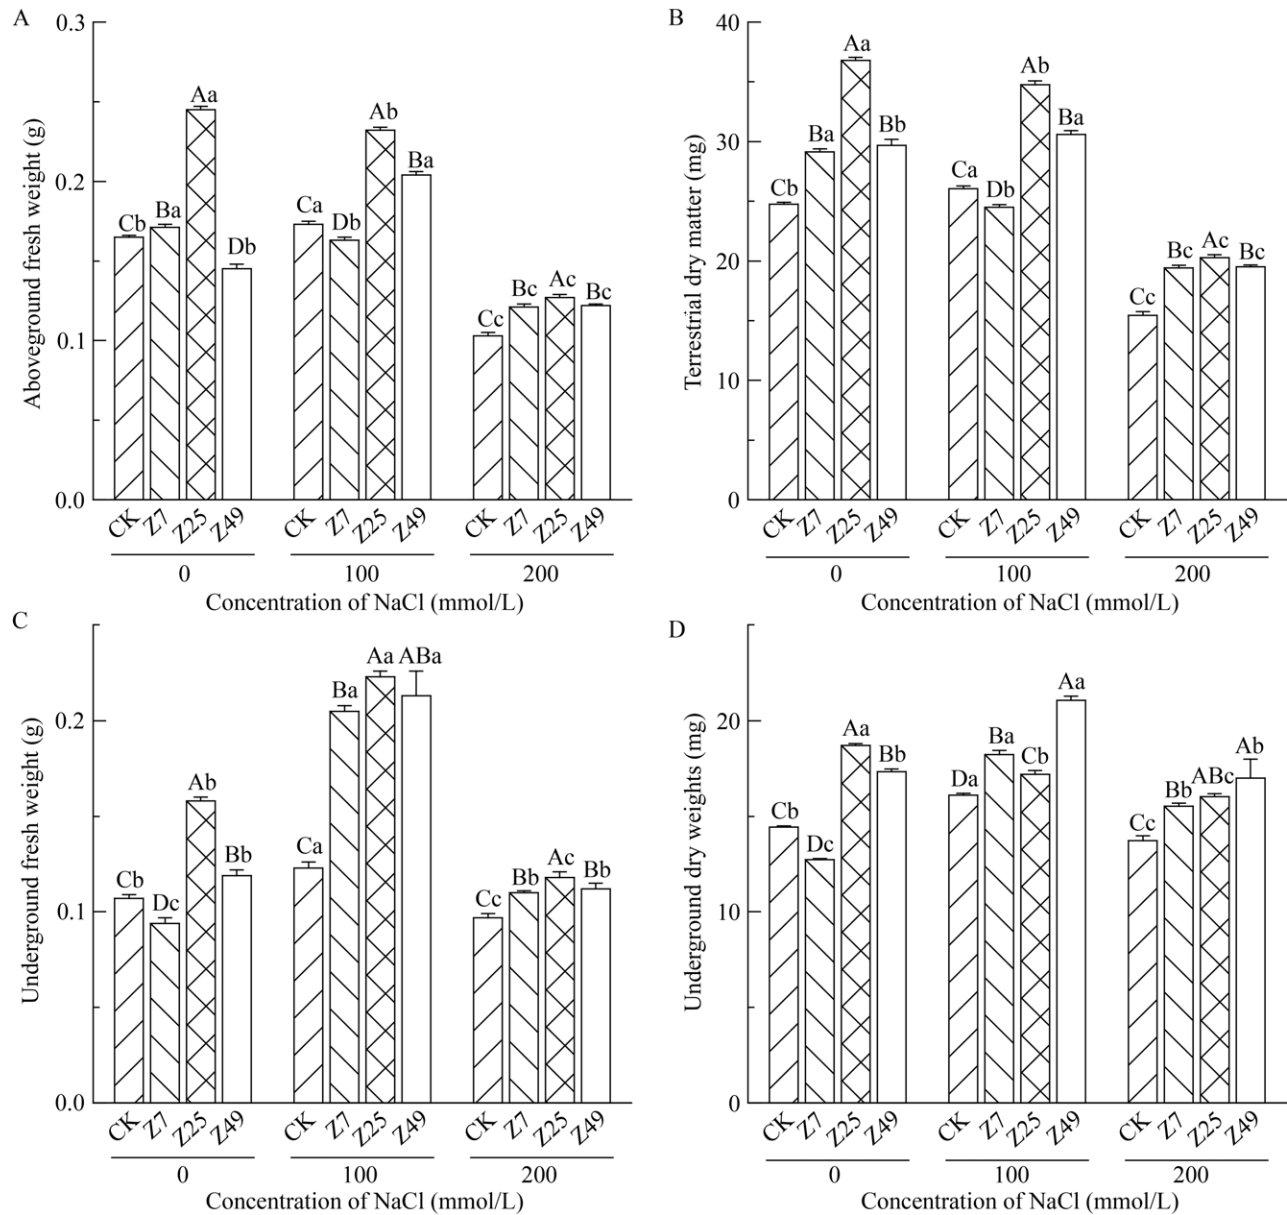 A
Aboveground fresh weight (g)
0.3
0.2
0.1
0.0
Cb Ba Aa Db
Ca Db Ab Ba
Cc Bc Ac Bc
CK Z7 Z25 Z49 CK Z7 Z25 Z49 CK Z7 Z25 Z49
0 100 200
Concentration of NaCl (mmol/L)
B
Terrestrial dry matter (mg)
40
30
20
10
0
Cb Ba Aa Bb
Ca Db Ab Ba
Cc Bc Ac Bc
CK Z7 Z25 Z49 CK Z7 Z25 Z49 CK Z7 Z25 Z49
0 100 200
Concentration of NaCl (mmol/L)
C
Underground fresh weight (g)
0.2
0.1
0.0
Cb Dc Ab Bb
Ca Ba Aa ABa
Cc Bb Ac Bb
CK Z7 Z25 Z49 CK Z7 Z25 Z49 CK Z7 Z25 Z49
0 100 200
Concentration of NaCl (mmol/L)
D
Underground dry weights (mg)
20
10
0
Cb Dc Aa Bb
Da Ba Cb Aa
Cc Bb ABc Ab
CK Z7 Z25 Z49 CK Z7 Z25 Z49 CK Z7 Z25 Z49
0 100 200
Concentration of NaCl (mmol/L)